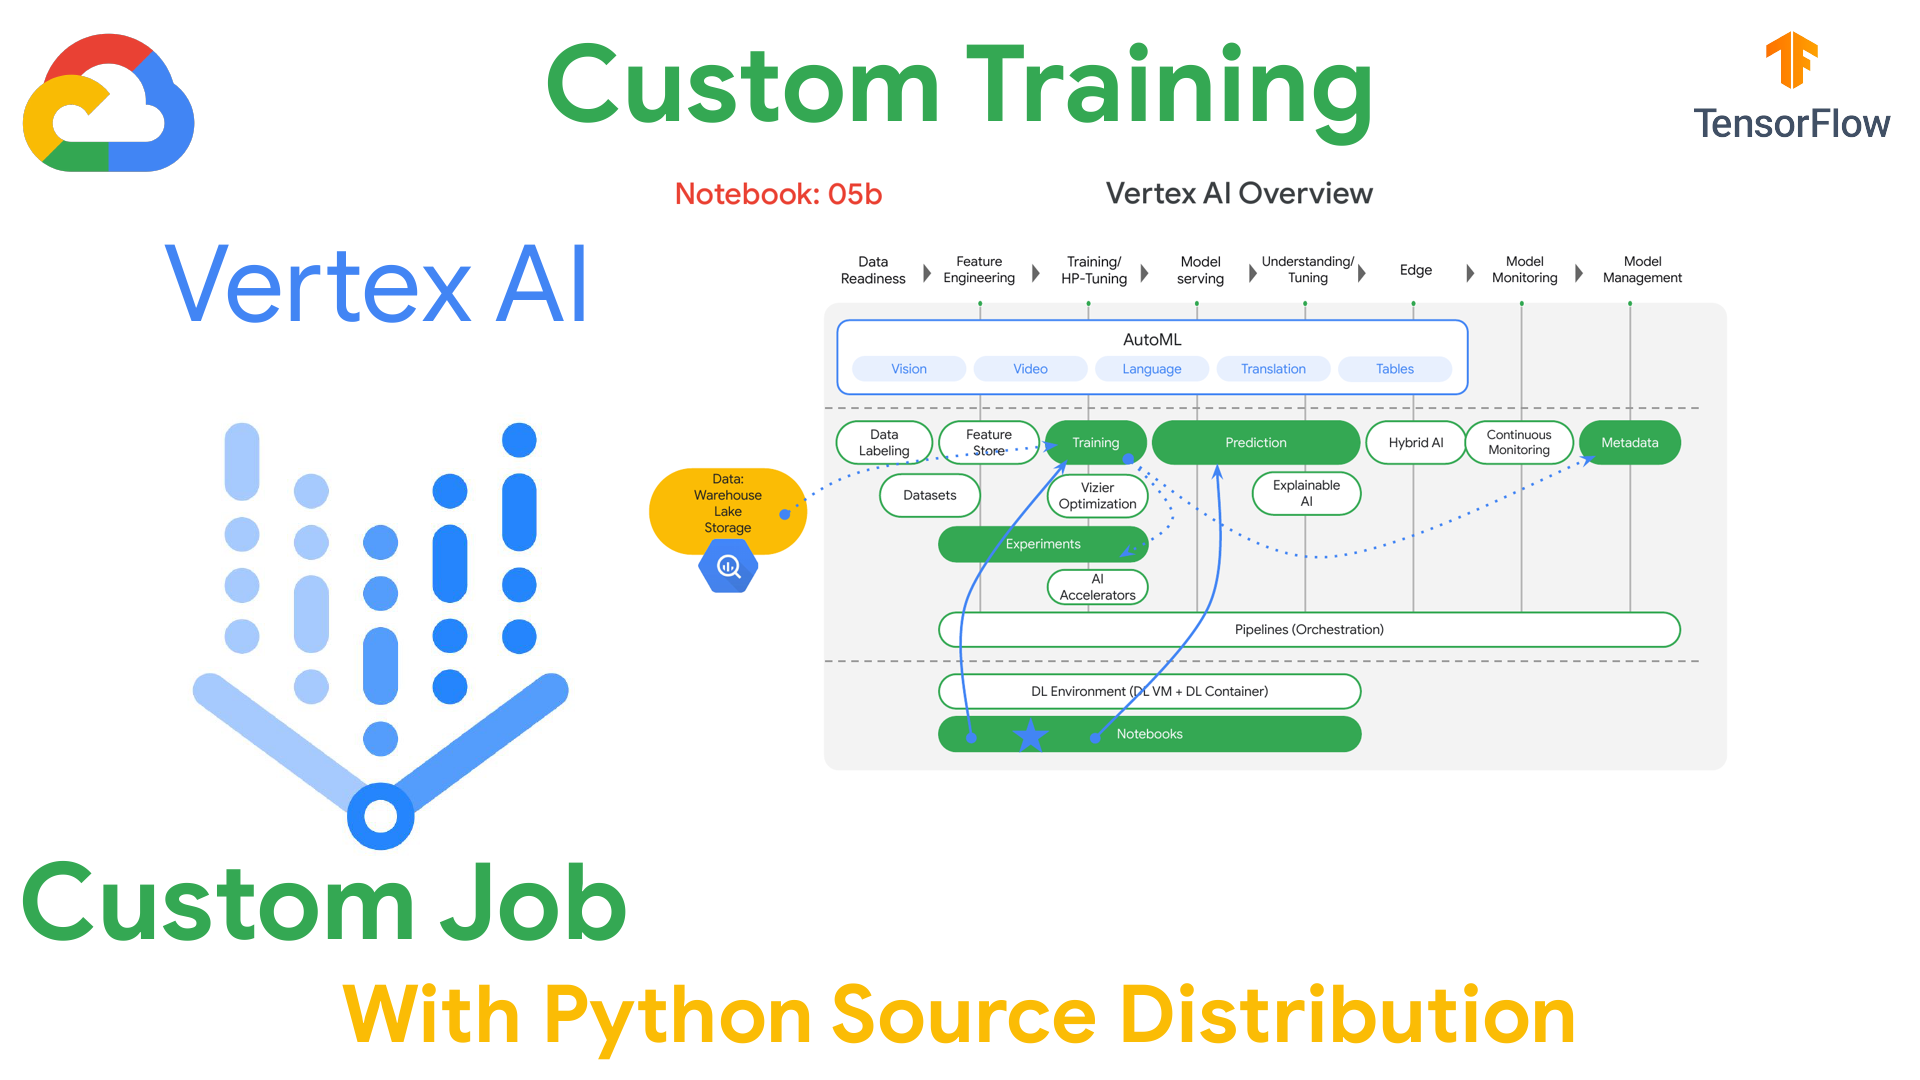 Custom Training
TensorFlow
Notebook: 05b
Vertex AI Overview
Vertex AI
Data
Readiness
Feature
Engineering
Training/
HP-Tuning
Model
serving
Understanding/
Tuning
Edge
Model
Monitoring
Model
Management
AutoML
Vision
Video
Language
Translation
Tables
Data
Labeling
Feature
Store
Training
Prediction
Hybrid AI
Continuous
Monitoring
Metadata
Data:
Warehouse
Lake
Storage
Datasets
Vizier
Optimization
Explainable
AI
Experiments
AI
Accelerators
Pipelines (Orchestration)
DL Environment (DL VM + DL Container)
Notebooks
Custom Job
With Python Source Distribution